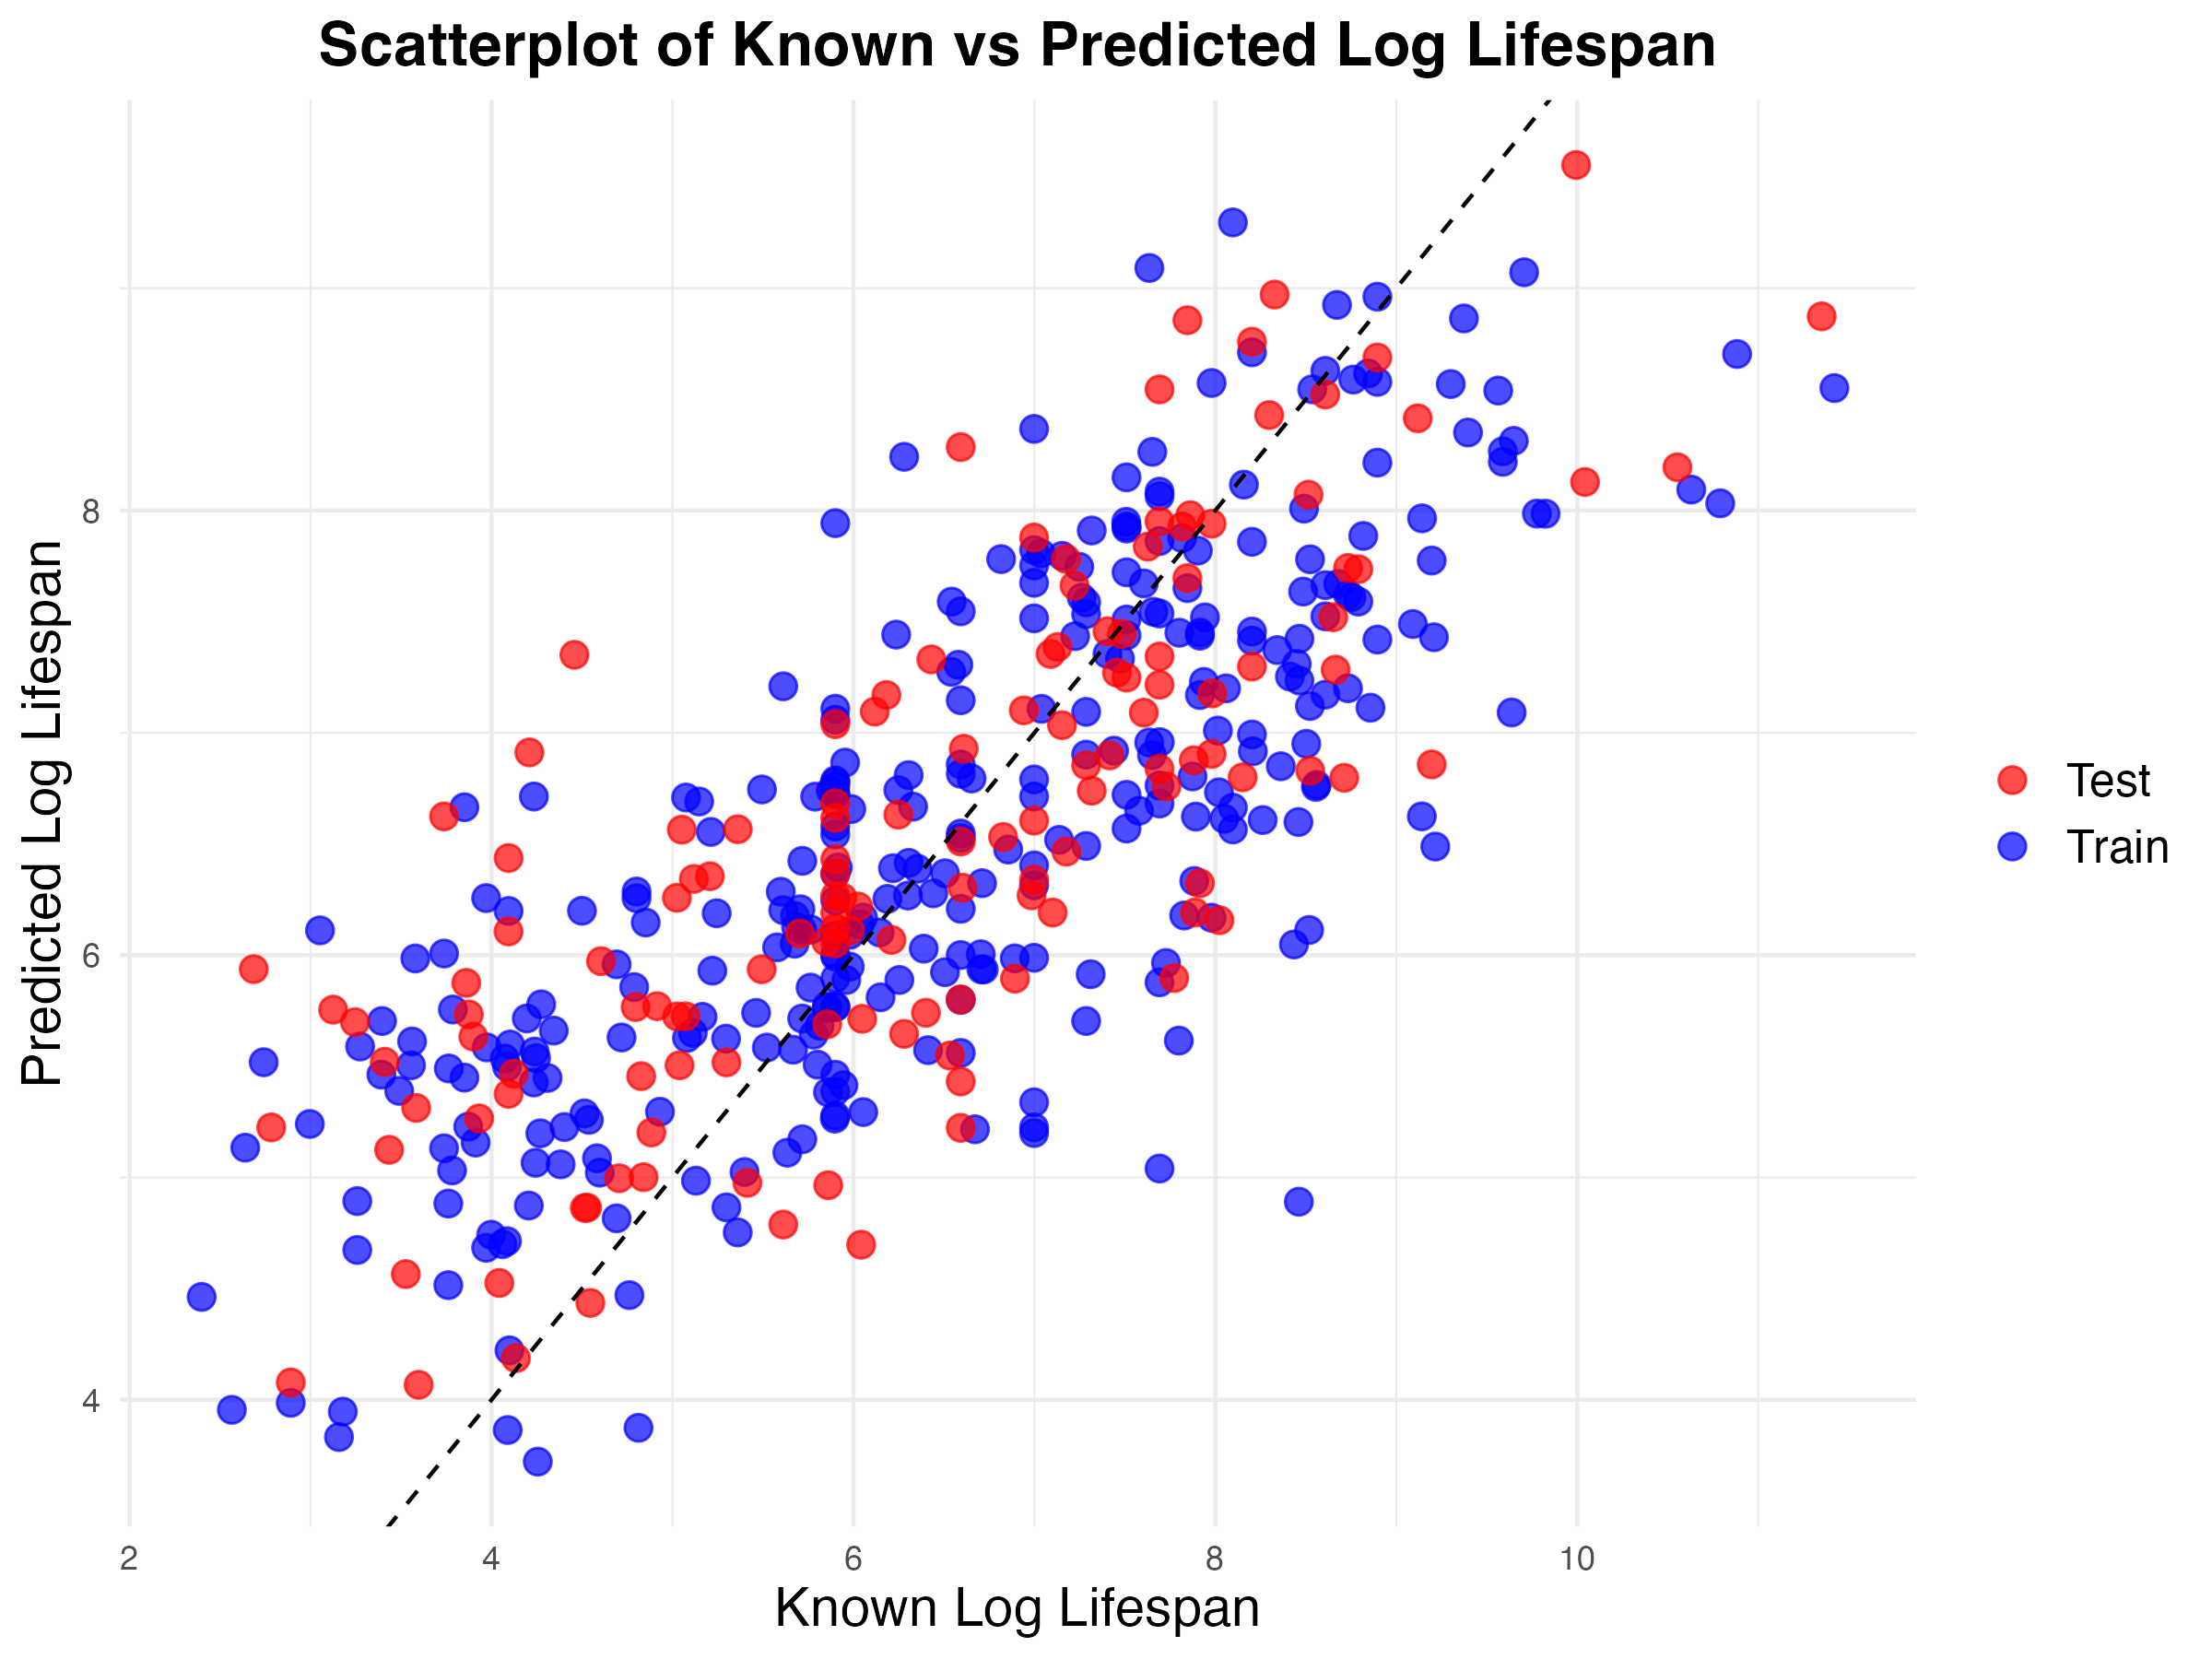 Scatterplot of Known vs Predicted Log Lifespan
Predicted Log Lifespan
8
6
4
2 4 6 8 10
Known Log Lifespan
Test
Train